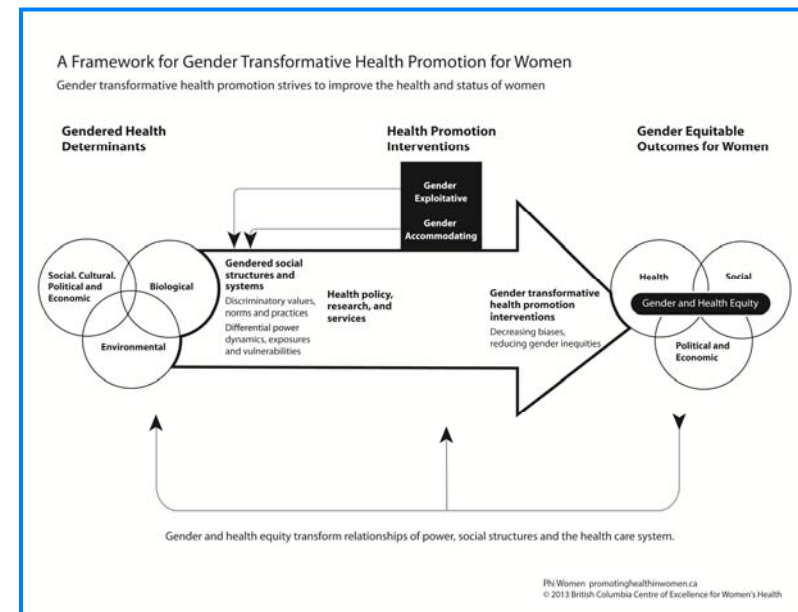 A Framework for Gender Transformative Health Promotion for Women
Gender transformative health promotion strives to improve the health and status of women
Gendered Health
Determinants
Health Promotion
Interventions
Gender Equitable
Outcomes for Women
Gender
Exploitative
Gender
Accommodating
Social, Cultural,
Political and
Economic
Biological
Environmental
Gendered social
structures and
systems
Discriminatory values,
norms and practices
Differential power
dynamics, exposures
and vulnerabilities
Health policy,
research, and
services
Gender transformative
health promotion
interventions
Decreasing biases,
reducing gender inequities
Health
Social
Gender and Health Equity
Political and
Economic
Gender and health equity transform relationships of power, social structures and the health care system.
Phi Women promotinghealthinwomen.ca
© 2013 British Columbia Centre of Excellence for Women's Health